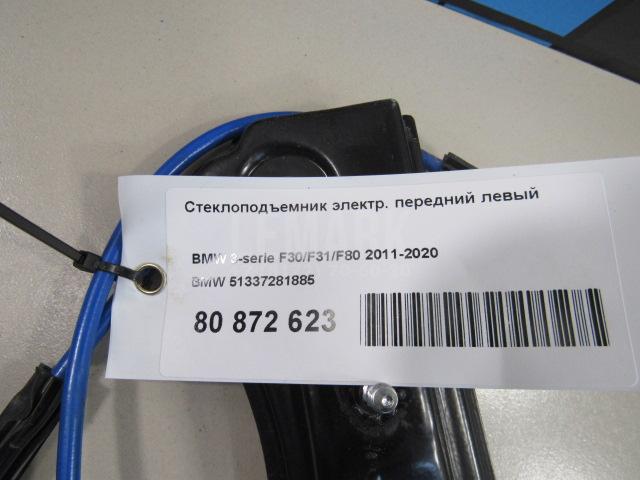 Стеклоподъемник электр. передний левый
BMW 3-serie F30/F31/F80 2011-2020
BMW 51337281885
80 872 623